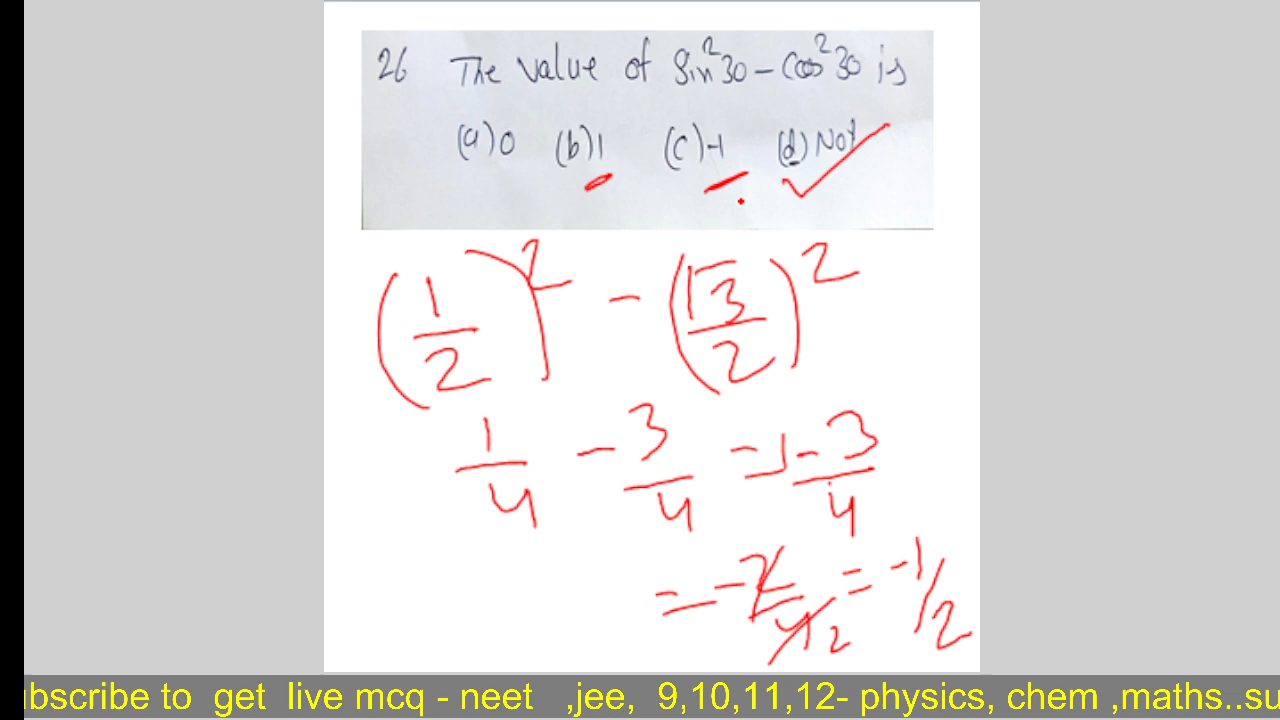 26 The value of Sin²30 - Cos²30 is
(a) 0 (b) 1 (c) -1 (d) Not
(1/2)² - (√3/2)²
1/4 - 3/4 = 1-3/4
= -2/4 2 = -1/2
ubscribe to get live mcq - neet ,jee, 9,10,11,12- physics, chem ,maths..su